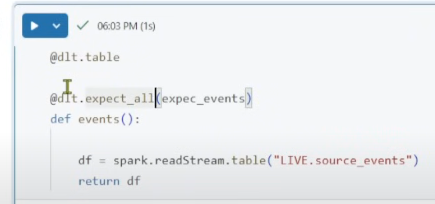 06:03 PM (1s)
@dlt.table
@dlt.expect_all(expec_events)
def events():
df = spark.readStream.table("LIVE.source_events")
return df